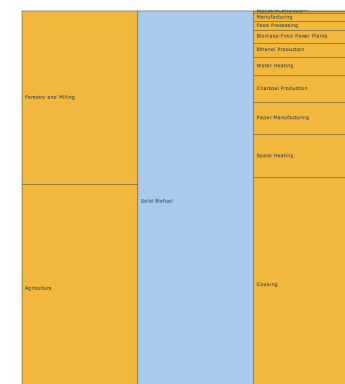 Manufacturing
Food Processing
Biomass-Fired Power Plants
Ethanol Production
Water Heating
Charcoal Production
Forestry and Milling
Paper Manufacturing
Space Heating
Solid Biofuel
Cooking
Agriculture